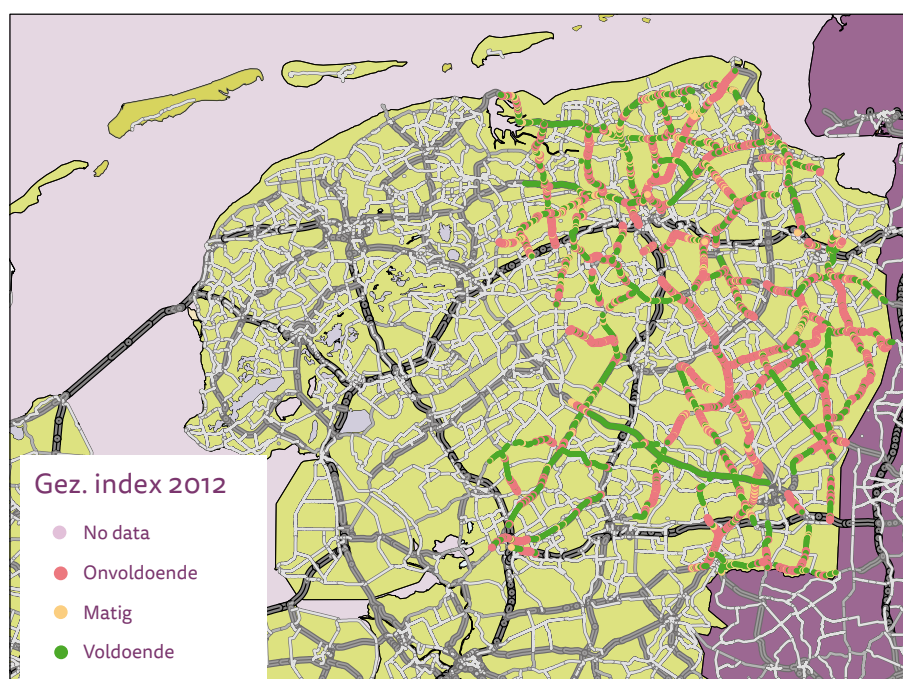 Gez. index 2012
No data
Onvoldoende
Matig
Voldoende